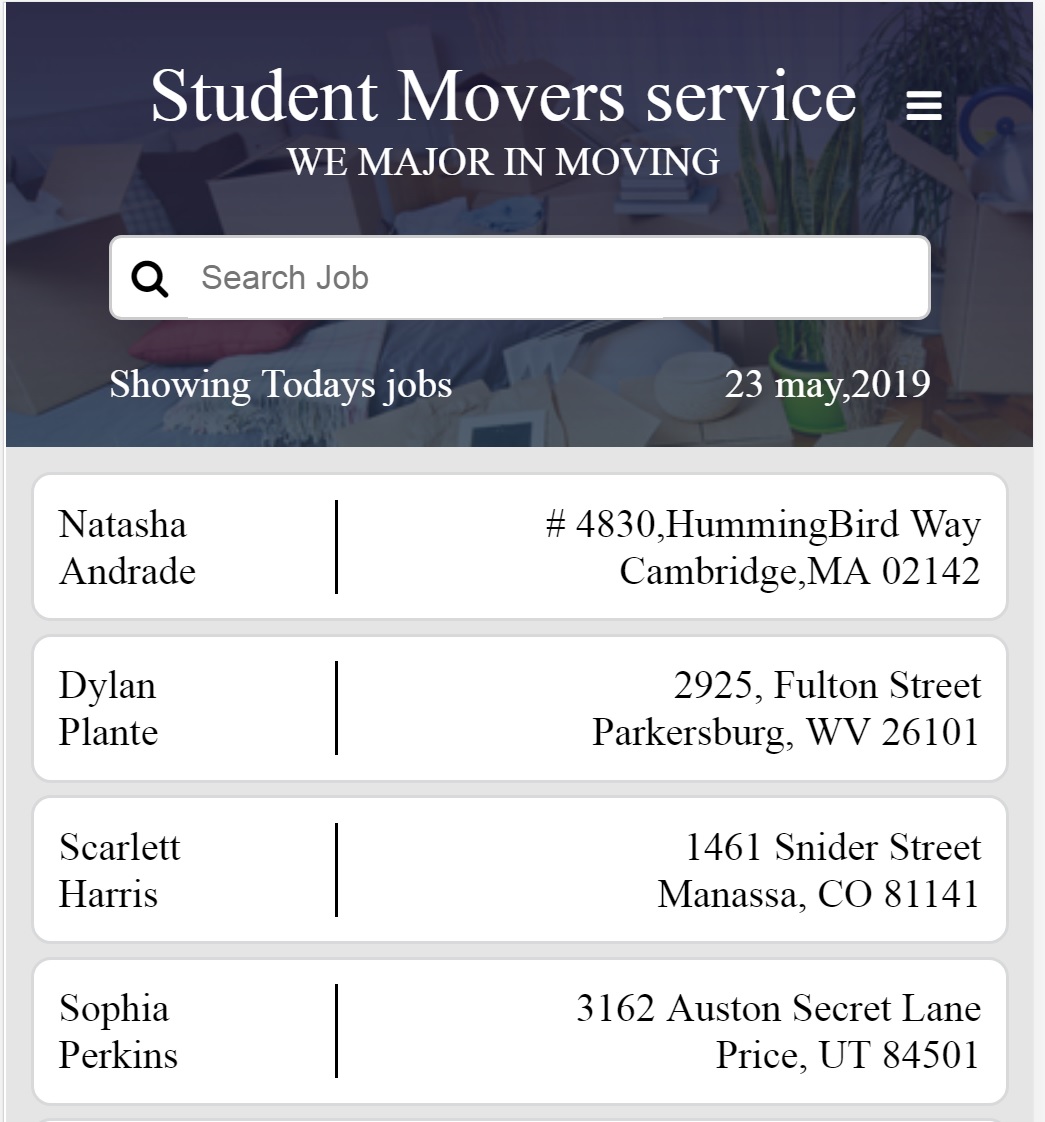 Student Movers service
WE MAJOR IN MOVING
Search Job
Showing Todays jobs
23 may,2019
Natasha
Andrade
# 4830,HummingBird Way
Cambridge,MA 02142
Dylan
Plante
2925, Fulton Street
Parkersburg, WV 26101
Scarlett
Harris
1461 Snider Street
Manassa, CO 81141
Sophia
Perkins
3162 Auston Secret Lane
Price, UT 84501